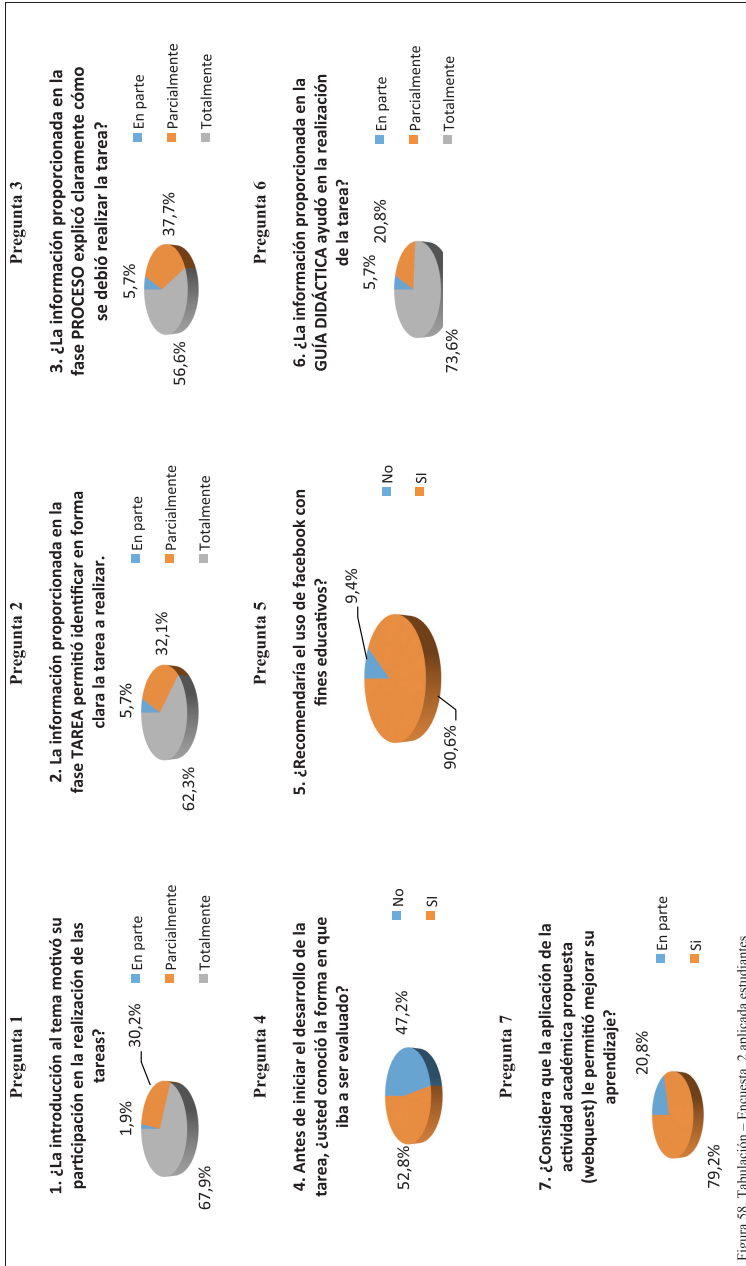 Pregunta 1
1. ¿La introducción al tema motivó su
participación en la realización de las
tareas?
1,9%
30,2%
67,9%
En parte
Parcialmente
Totalmente
Pregunta 2
2. La información proporcionada en la
fase TAREA permitió identificar en forma
clara la tarea a realizar.
5,7%
32,1%
62,3%
En parte
Parcialmente
Totalmente
Pregunta 3
3. ¿La información proporcionada en la
fase PROCESO explicó claramente cómo
se debió realizar la tarea?
5,7%
37,7%
56,6%
En parte
Parcialmente
Totalmente
Pregunta 4
4. Antes de iniciar el desarrollo de la
tarea, ¿usted conoció la forma en que
iba a ser evaluado?
47,2%
52,8%
No
SI
Pregunta 5
5. ¿Recomendaría el uso de facebook con
fines educativos?
9,4%
90,6%
No
SI
Pregunta 6
6. ¿La información proporcionada en la
GUÍA DIDÁCTICA ayudó en la realización
de la tarea?
5,7%
20,8%
73,6%
En parte
Parcialmente
Totalmente
Pregunta 7
7. ¿Considera que la aplicación de la
actividad académica propuesta
(webquest) le permitió mejorar su
aprendizaje?
20,8%
79,2%
En parte
Si
Figura 58. Tabulación – Encuesta_2 aplicada estudiantes